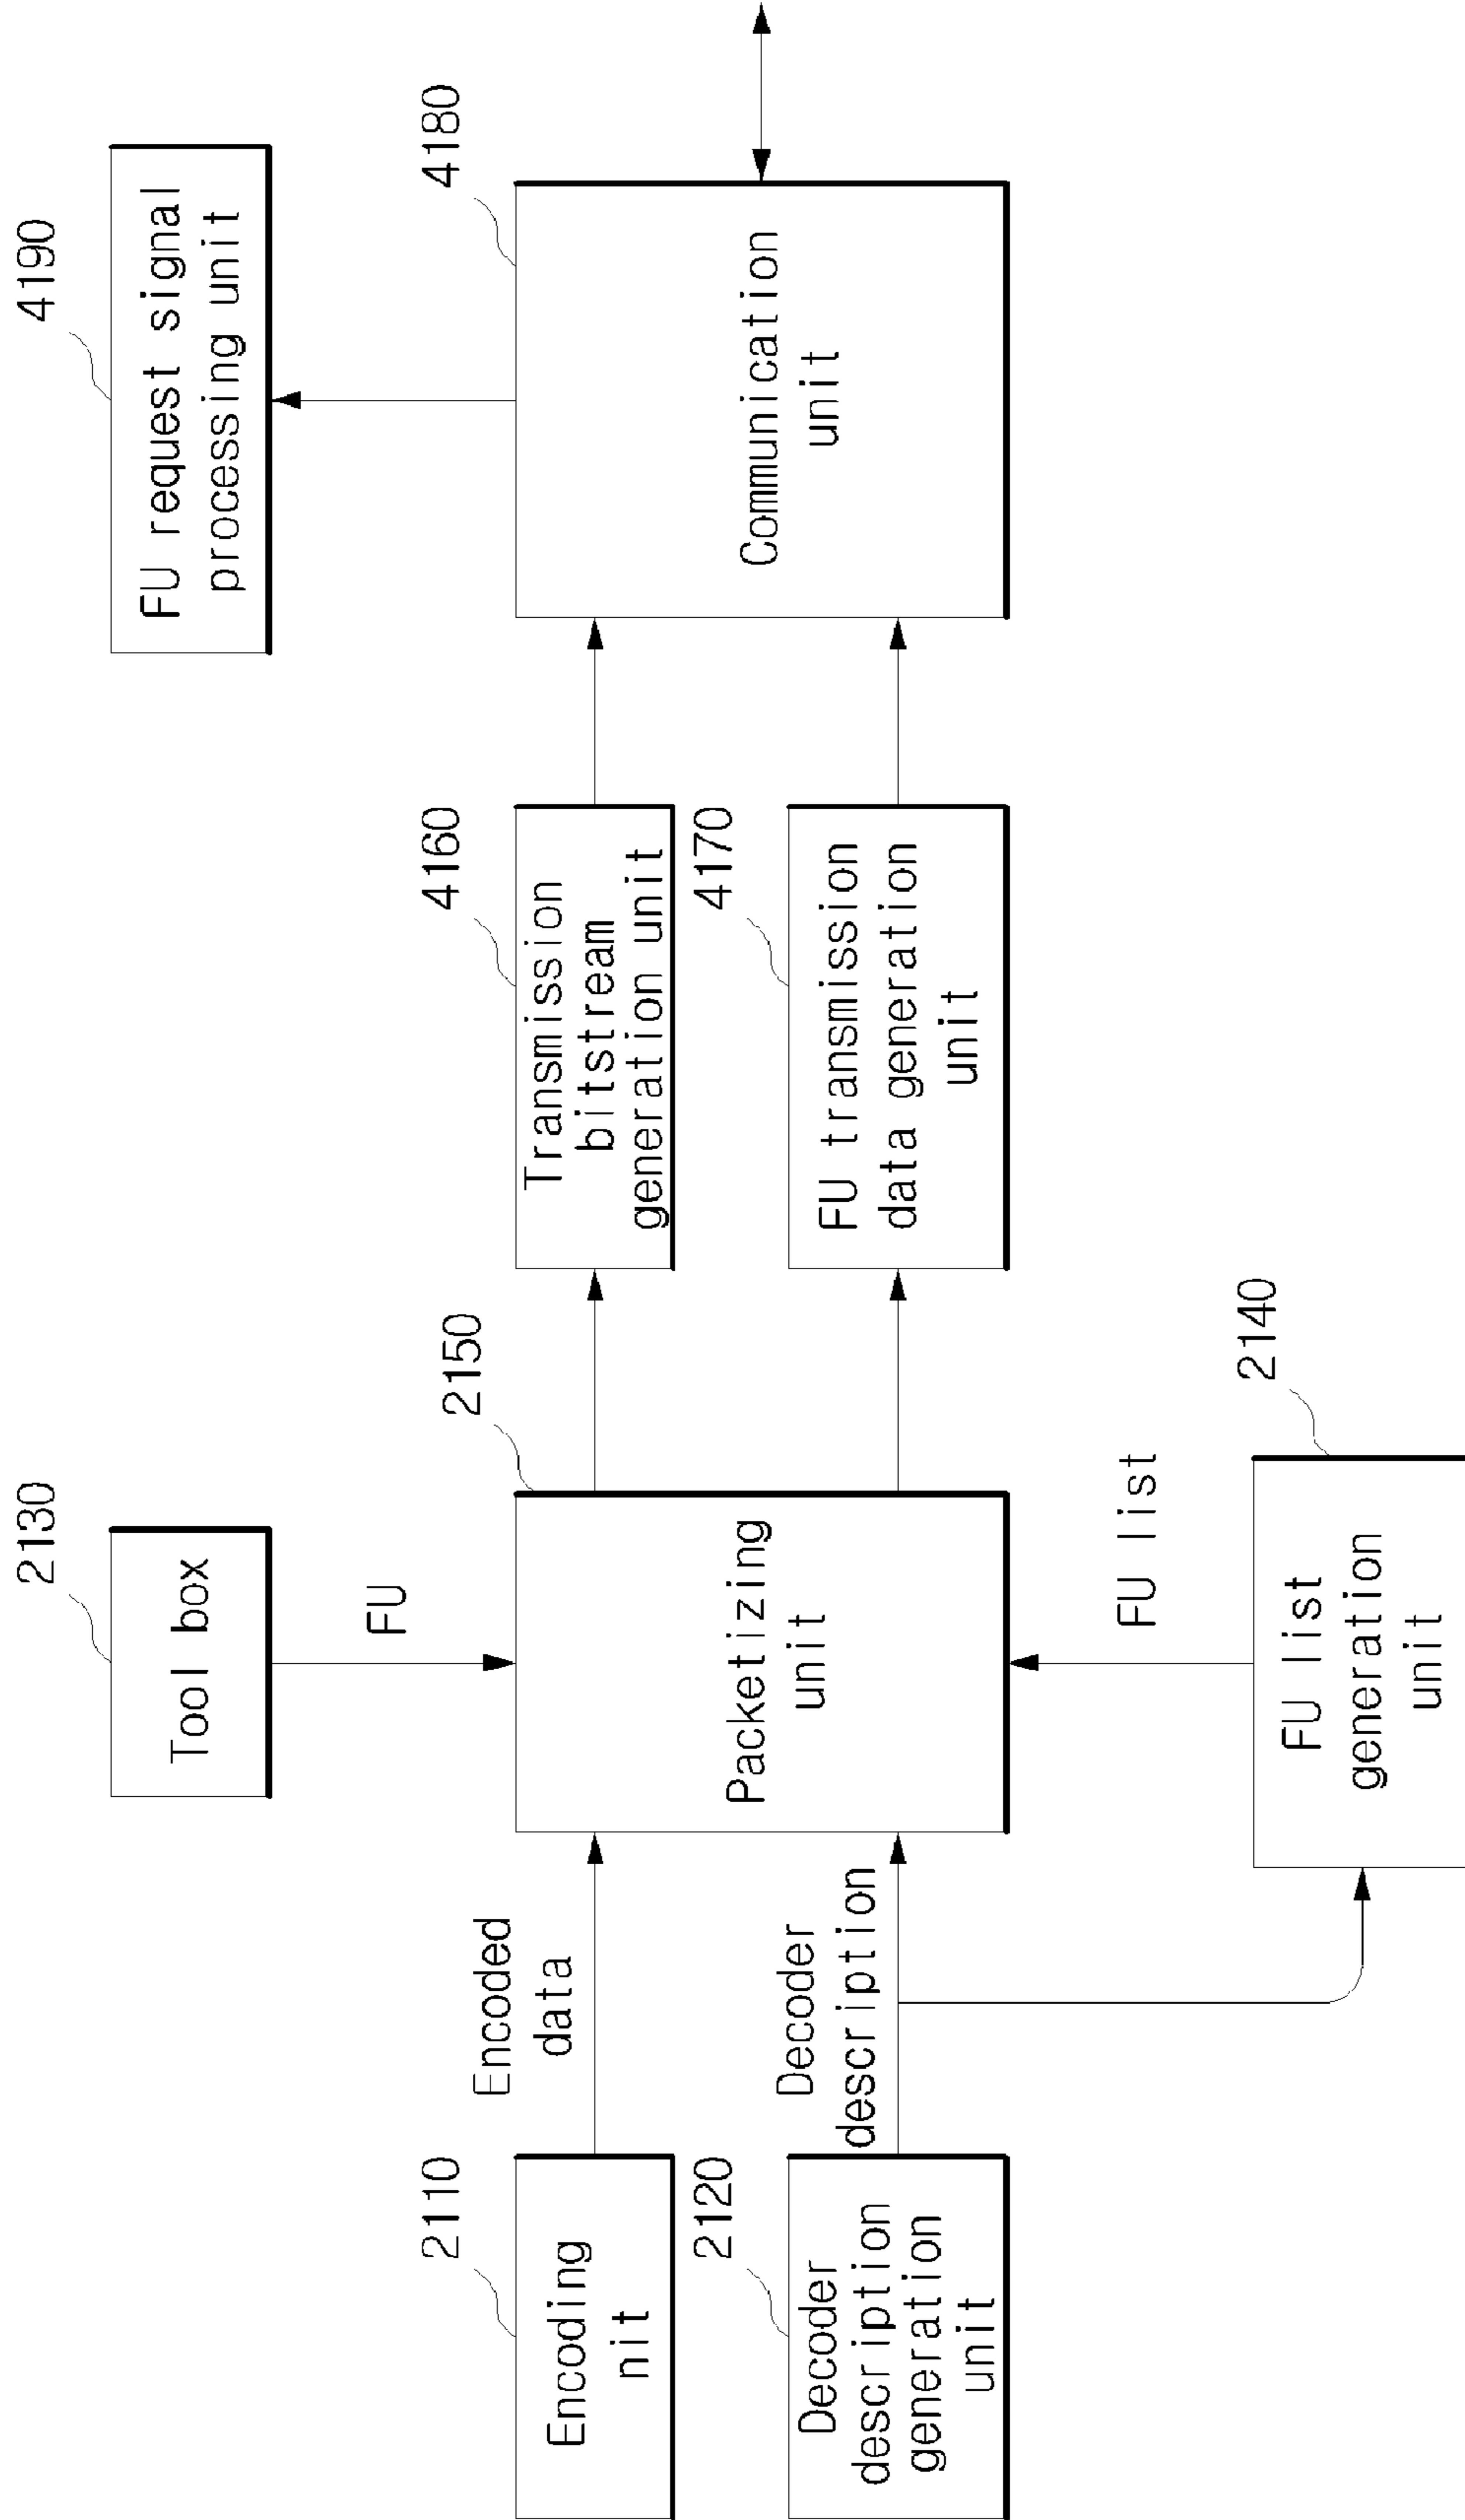 2130
Tool box
FU
4190
FU request signal
processing unit
2110
Encoding
nit
Encoded
data
2120
Decoder
description
generation
unit
Decoder
description
2150
Packetizing
unit
4160
Transmission
bitstream
generation unit
4170
FU transmission
data generation
unit
4180
Communication
unit
FU list
2140
FU list
generation
unit